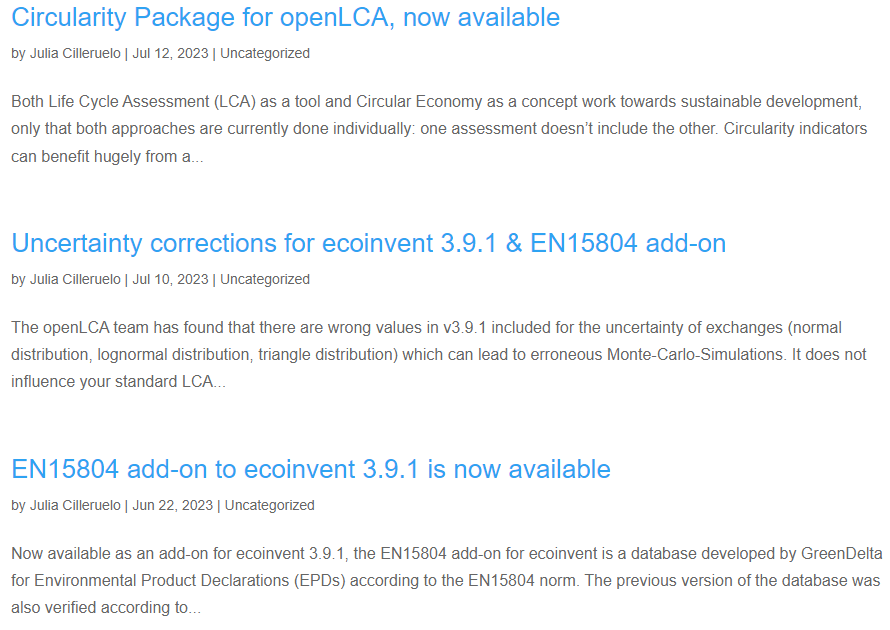 Circularity Package for openLCA, now available
by Julia Cilleruelo | Jul 12, 2023 | Uncategorized
Both Life Cycle Assessment (LCA) as a tool and Circular Economy as a concept work towards sustainable development,
only that both approaches are currently done individually: one assessment doesn’t include the other. Circularity indicators
can benefit hugely from a...
Uncertainty corrections for ecoinvent 3.9.1 & EN15804 add-on
by Julia Cilleruelo | Jul 10, 2023 | Uncategorized
The openLCA team has found that there are wrong values in v3.9.1 included for the uncertainty of exchanges (normal
distribution, lognormal distribution, triangle distribution) which can lead to erroneous Monte-Carlo-Simulations. It does not
influence your standard LCA...
EN15804 add-on to ecoinvent 3.9.1 is now available
by Julia Cilleruelo | Jun 22, 2023 | Uncategorized
Now available as an add-on for ecoinvent 3.9.1, the EN15804 add-on for ecoinvent is a database developed by GreenDelta
for Environmental Product Declarations (EPDs) according to the EN15804 norm. The previous version of the database was
also verified according to...